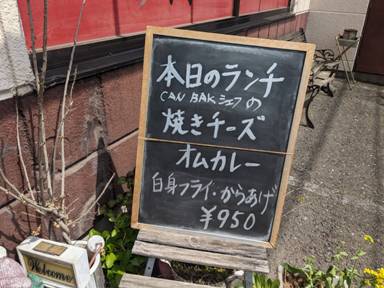 本日のランチ
CAN BAKシェフの
焼きチーズ
オムカレー
白身フライ・からあげ
¥950
Welcome